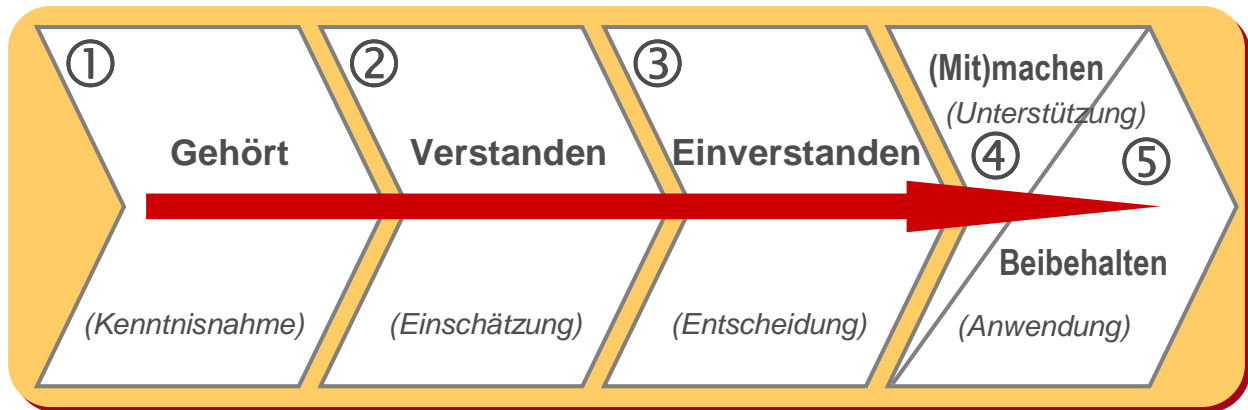 ①
Gehört
(Kenntnisnahme)
②
Verstanden
(Einschätzung)
③
Einverstanden
(Entscheidung)
(Mit)machen
(Unterstützung)
④
⑤
Beibehalten
(Anwendung)